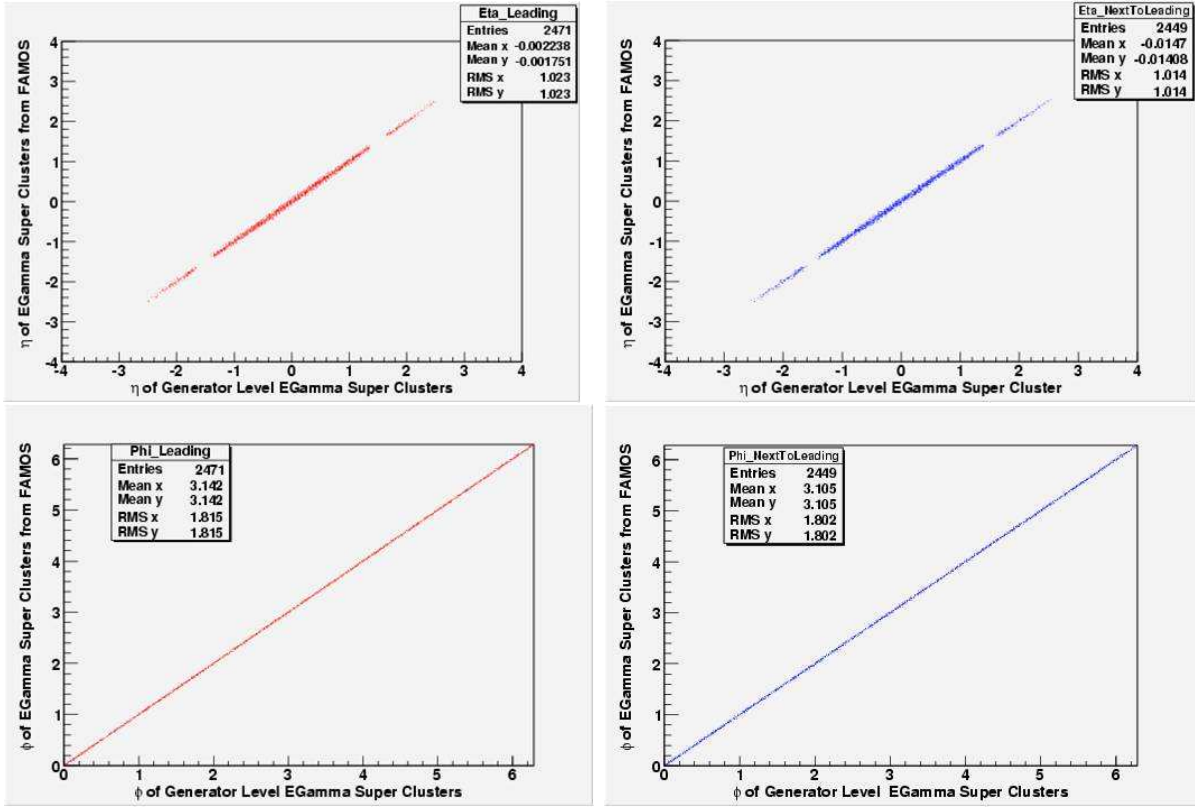 Eta_Leading
Entries 2471
Mean x -0.002238
Mean y -0.001751
RMS x 1.023
RMS y 1.023
η of EGamma Super Clusters from FAMOS
4
3
2
1
0
-1
-2
-3
-4
-4 -3 -2 -1 0 1 2 3 4
η of Generator Level EGamma Super Clusters
Eta_NextToLeading
Entries 2449
Mean x -0.0147
Mean y -0.01408
RMS x 1.014
RMS y 1.014
η of EGamma Super Clusters from FAMOS
4
3
2
1
0
-1
-2
-3
-4
-4 -3 -2 -1 0 1 2 3 4
η of Generator Level EGamma Super Cluster
Phi_Leading
Entries 2471
Mean x 3.142
Mean y 3.142
RMS x 1.815
RMS y 1.815
ϕ of EGamma Super Clusters from FAMOS
6
5
4
3
2
1
0
0 1 2 3 4 5 6
ϕ of Generator Level EGamma Super Clusters
Phi_NextToLeading
Entries 2449
Mean x 3.105
Mean y 3.105
RMS x 1.802
RMS y 1.802
ϕ of EGamma Super Clusters from FAMOS
6
5
4
3
2
1
0
0 1 2 3 4 5 6
ϕ of Generator Level EGamma Super Clusters